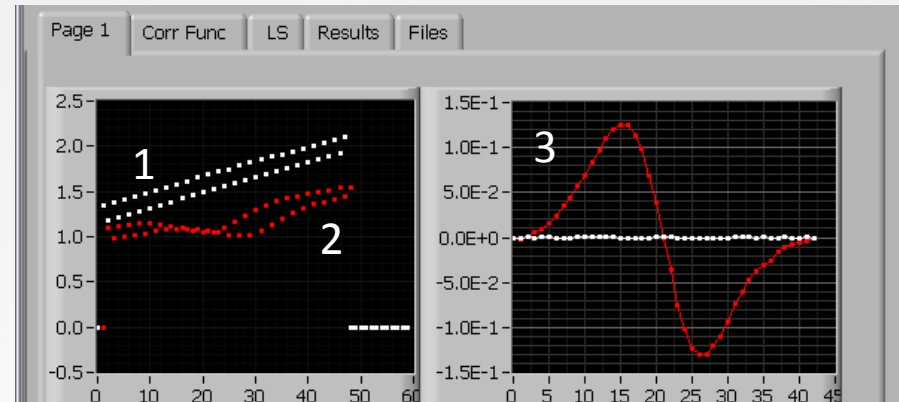 Page 1 Corr Func LS Results Files
2.5
2.0
1.5
1.0
0.5
0.0
-0.5
0 10 20 30 40 50 60
1
2
1.5E-1
1.0E-1
5.0E-2
0.0E+0
-5.0E-2
-1.0E-1
-1.5E-1
0 5 10 15 20 25 30 35 40 45
3